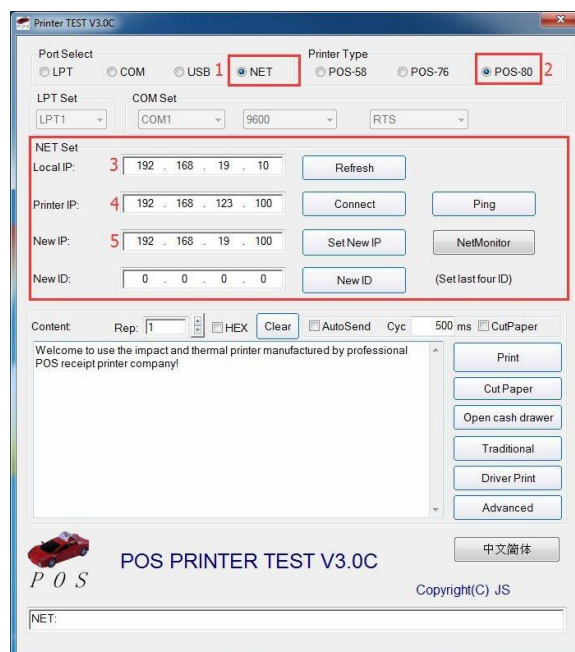 Printer TEST V3.0C
Port Select Printer Type
LPT COM USB 1 NET POS-58 POS-76 POS-80 2
LPT Set COM Set
LPT1 COM1 9600 RTS
NET Set
Local IP: 3 192 . 168 . 19 . 10 Refresh
Printer IP: 4 192 . 168 . 123 . 100 Connect Ping
New IP: 5 192 . 168 . 19 . 100 Set New IP NetMonitor
New ID: 0 . 0 . 0 . 0 New ID (Set last four ID)
Content: Rep: 1 HEX Clear AutoSend Cyc 500 ms CutPaper
Welcome to use the impact and thermal printer manufactured by professional
POS receipt printer company!
Print
Cut Paper
Open cash drawer
Traditional
Driver Print
Advanced
POS
POS PRINTER TEST V3.0C
中文简体
Copyright(C) JS
NET: